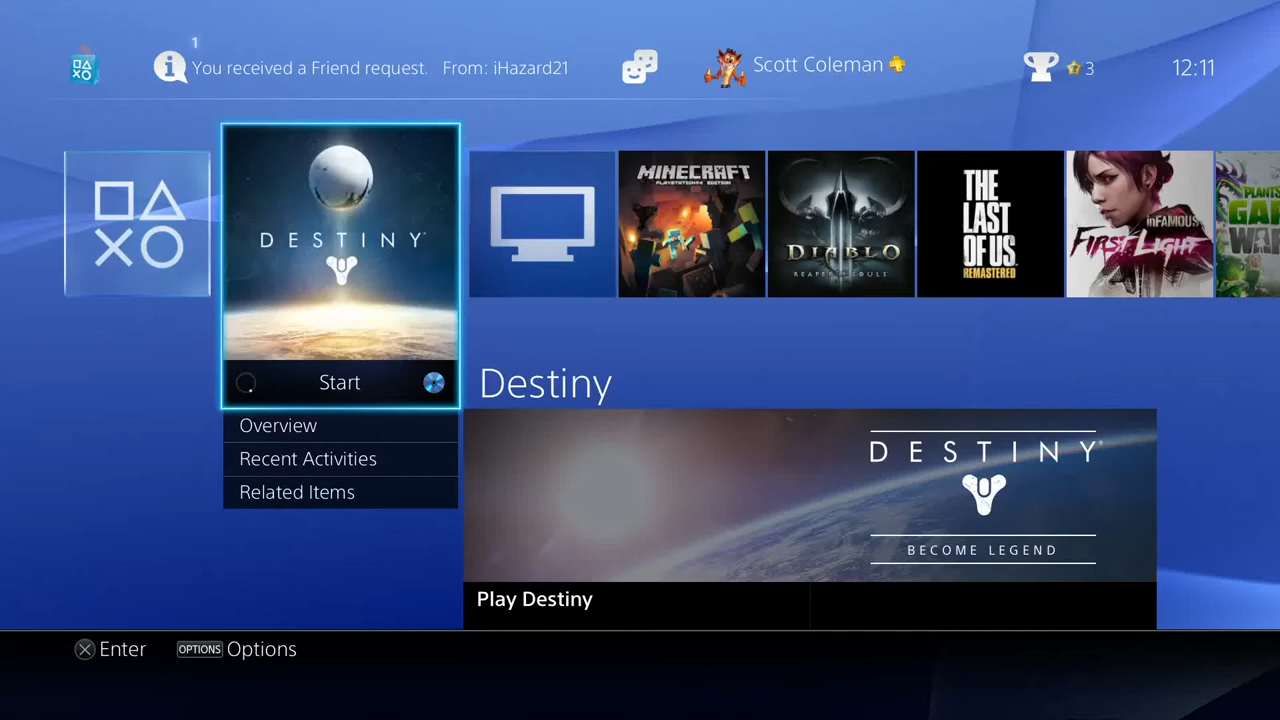 1
You received a Friend request. From: iHazard21
Scott Coleman
3
12:11
DESTINY
Start
Overview
Recent Activities
Related Items
MINECRAFT
PLAYSTATION®4 EDITION
DIABLO
REAPER OF SOULS
THE
LAST
OF US
REMASTERED
inFAMOUS
FIRST LIGHT
PLANTS
GA
W
Destiny
DESTINY
BECOME LEGEND
Play Destiny
Enter
OPTIONS Options